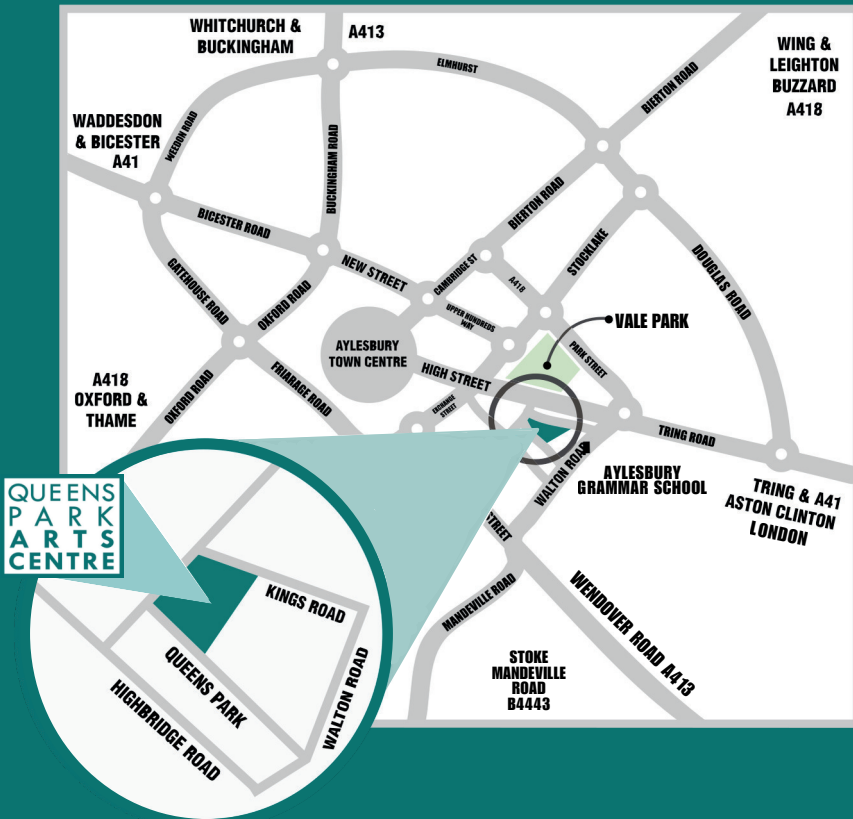 WHITCHURCH &
BUCKINGHAM
A413
ELMHURST
WING &
LEIGHTON
BUZZARD
A418
BIERTON ROAD
WADDESDON
& BICESTER
A41
WEEDON ROAD
BUCKINGHAM ROAD
BICESTER ROAD
BIERTON ROAD
GATEHOUSE ROAD
OXFORD ROAD
NEW STREET
CAMBRIDGE ST
A418
STOCKLAKE
DOUGLAS ROAD
UPPER HUNDREDS
WAY
VALE PARK
AYLESBURY
TOWN CENTRE
PARK STREET
HIGH STREET
A418
OXFORD &
THAME
OXFORD ROAD
FRIARAGE ROAD
EXCHANGE
STREET
TRING ROAD
WALTON ROAD
AYLESBURY
GRAMMAR SCHOOL
TRING & A41
ASTON CLINTON
LONDON
QUEENS
PARK
ARTS
CENTRE
MANDEVILLE ROAD
WENDOVER ROAD A413
STOKE
MANDEVILLE
ROAD
B4443
KINGS ROAD
QUEENS PARK
WALTON ROAD
HIGHBRIDGE ROAD